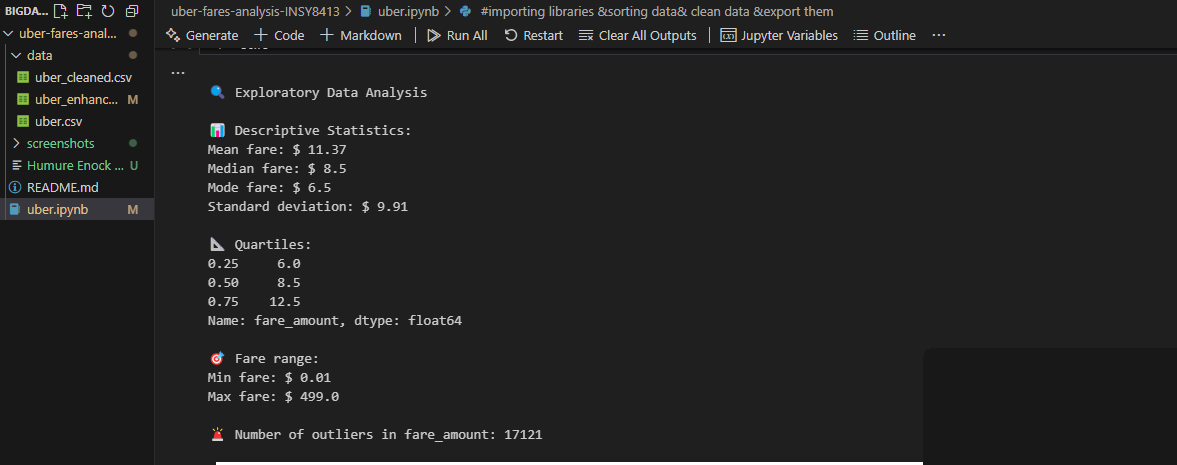 BIGDA...
uber-fares-anal...
data
uber_cleaned.csv
uber_enhanc... M
uber.csv
screenshots
Humure Enock ... U
README.md
uber.ipynb M
uber-fares-analysis-INSY8413 > uber.ipynb > #importing libraries &sorting data& clean data &export them
Generate + Code + Markdown Run All Restart Clear All Outputs Jupyter Variables Outline ...
...
🔍 Exploratory Data Analysis
📊 Descriptive Statistics:
Mean fare: $ 11.37
Median fare: $ 8.5
Mode fare: $ 6.5
Standard deviation: $ 9.91
📐 Quartiles:
0.25 6.0
0.50 8.5
0.75 12.5
Name: fare_amount, dtype: float64
🎯 Fare range:
Min fare: $ 0.01
Max fare: $ 499.0
🚨 Number of outliers in fare_amount: 17121